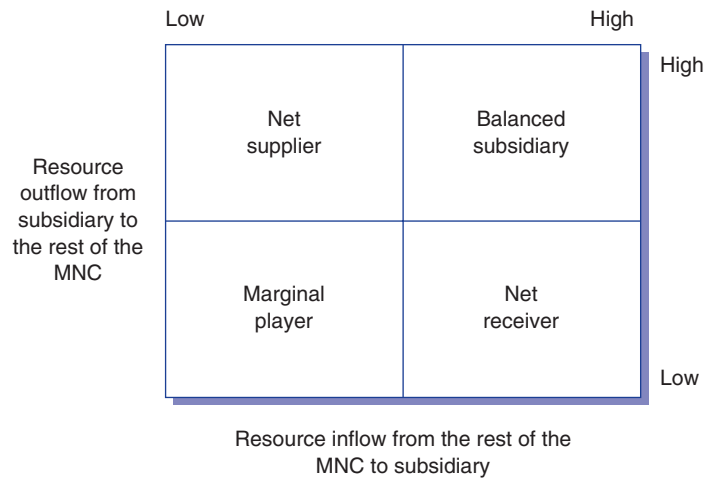 Low
High
High
Net
supplier
Balanced
subsidiary
Resource
outflow from
subsidiary to
the rest of the
MNC
Marginal
player
Net
receiver
Low
Resource inflow from the rest of the
MNC to subsidiary